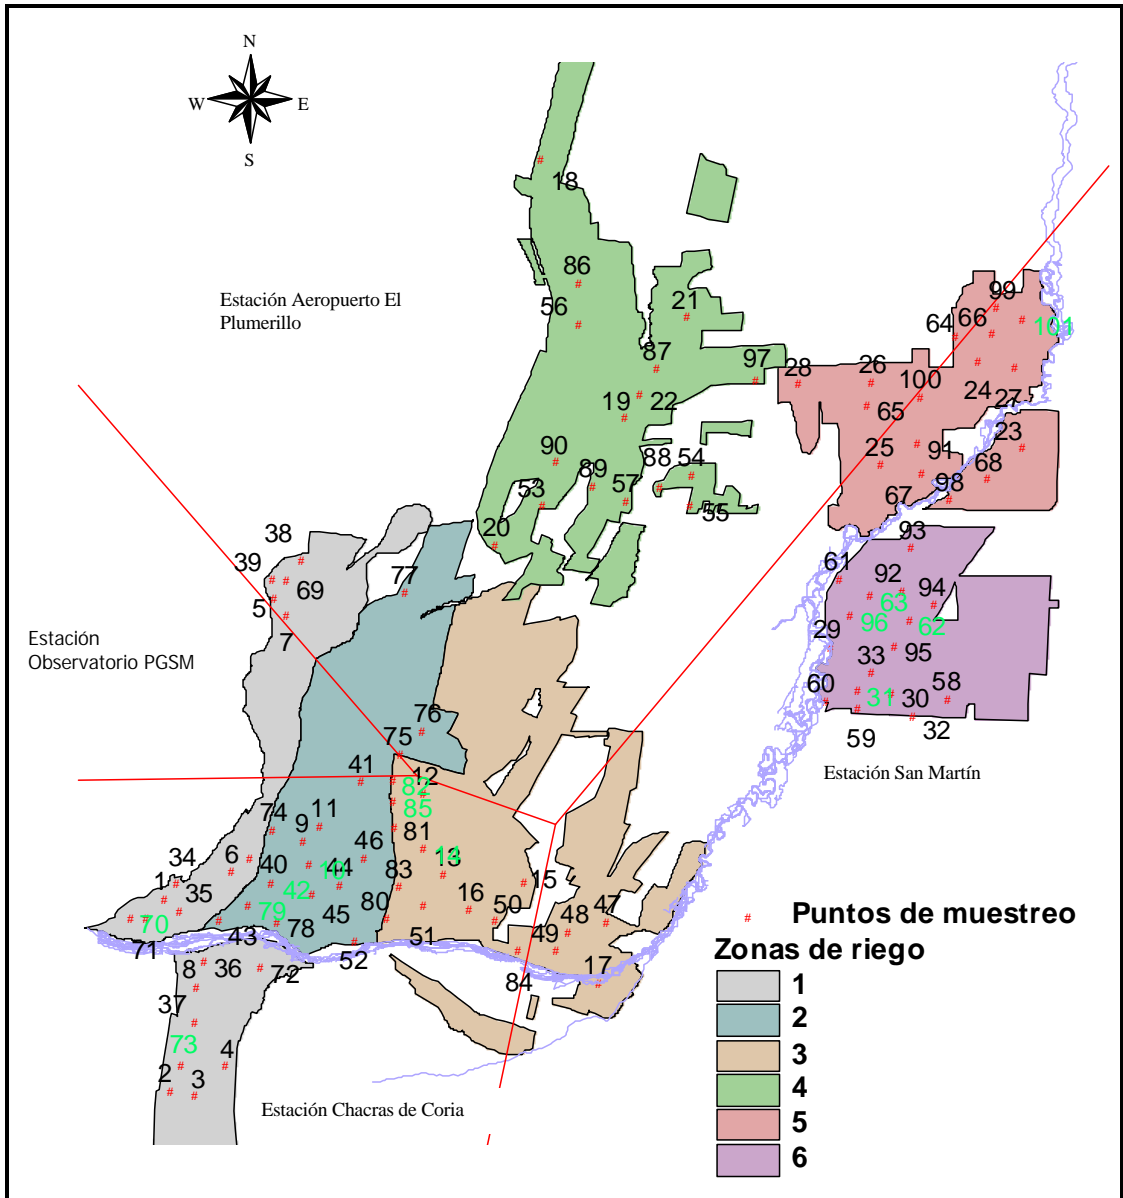 N
W E
S
18
86
56
21
87
97
19 22
90
89
88 54
53 57
55
20
99
64 66 101
28 26 100
24 27
65
23
25 91
68
67 98
93
61 92
94
63
29 96 62
33 95
60 31 30 58
59 32
Estación Aeropuerto El
Plumerillo
38
39
69
5
7
77
Estación
Observatorio PGSM
76
75
41 12
82
85
74 9 11
81
34 6 46
40 10 44 83 13 14
1 35 42 15
70 79 16
71 43 78 45 80 50 48 47
51 49
8 36 72 52 84 17
37
73
4
2 3
Estación San Martín
Estación Chacras de Coria
# Puntos de muestreo
Zonas de riego
1
2
3
4
5
6